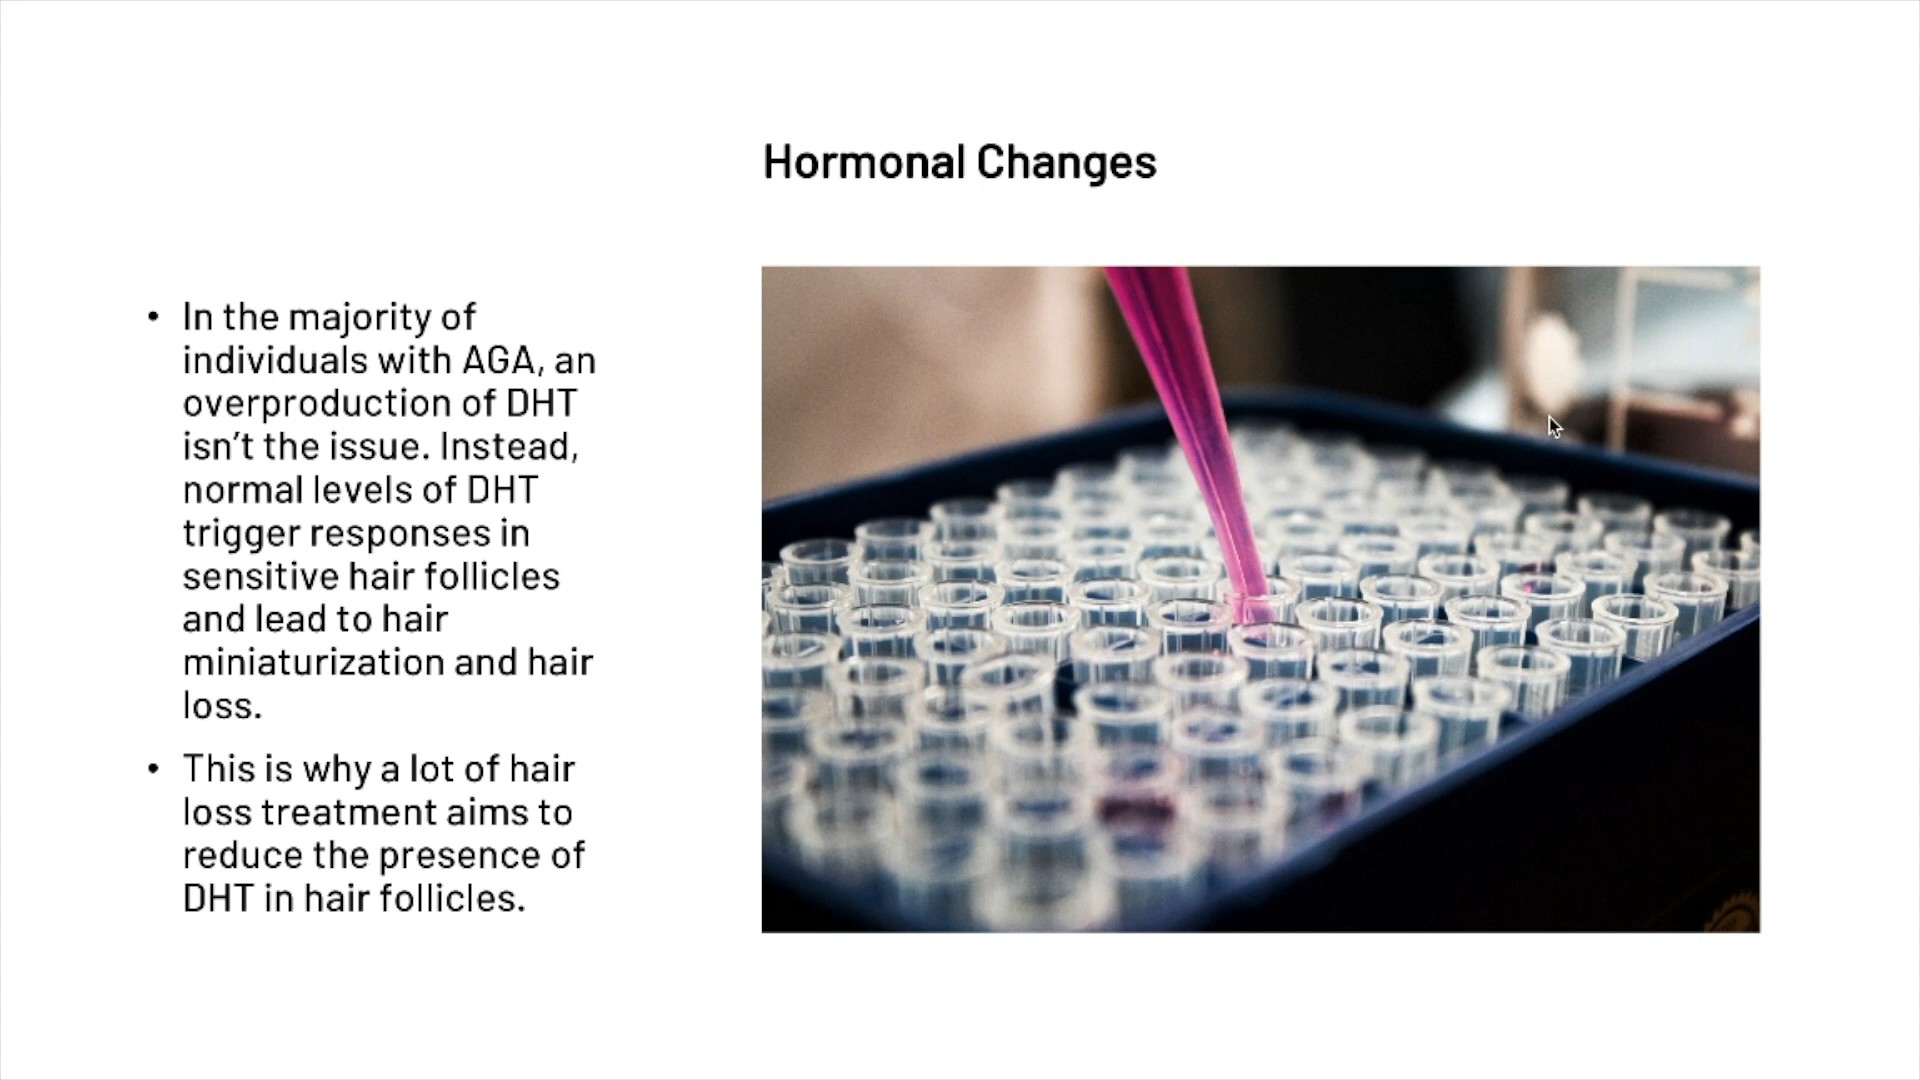 Hormonal Changes
• In the majority of
individuals with AGA, an
overproduction of DHT
isn’t the issue. Instead,
normal levels of DHT
trigger responses in
sensitive hair follicles
and lead to hair
miniaturization and hair
loss.
• This is why a lot of hair
loss treatment aims to
reduce the presence of
DHT in hair follicles.